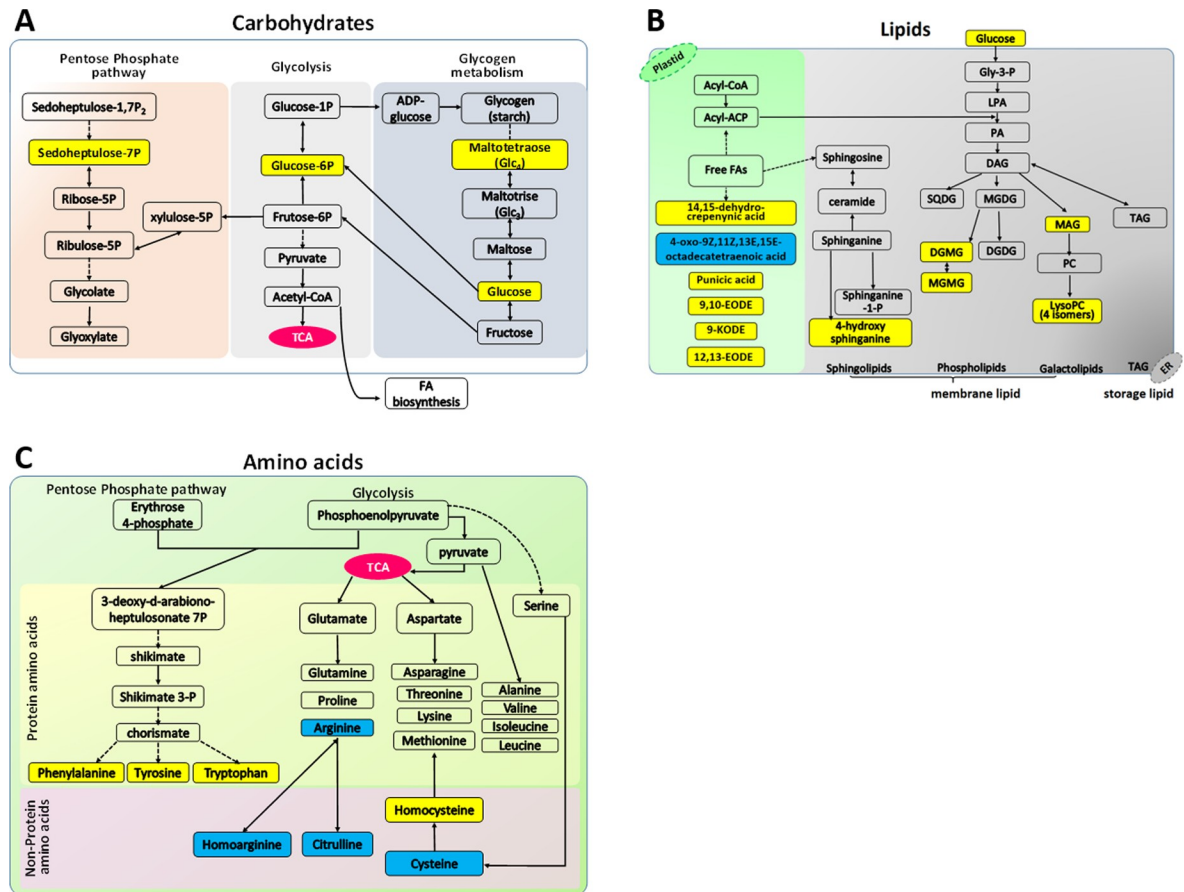 A
Carbohydrates
Pentose Phosphate
pathway
Glycolysis
Glycogen
metabolism
Sedoheptulose-1,7P₂
Sedoheptulose-7P
Ribose-5P
xylulose-5P
Ribulose-5P
Glycolate
Glyoxylate
Glucose-1P
Glucose-6P
Frutose-6P
Pyruvate
Acetyl-CoA
TCA
FA
biosynthesis
ADP-
glucose
Glycogen
(starch)
Maltotetraose
(Glc₄)
Maltotrise
(Glc₃)
Maltose
Glucose
Fructose
B
Lipids
Plastid
Acyl-CoA
Acyl-ACP
Free FAs
14,15-dehydro-
crepenynic acid
4-oxo-9Z,11Z,13E,15E-
octadecatetraenoic acid
Punicic acid
9,10-EODE
9-KODE
12,13-EODE
Sphingosine
ceramide
Sphinganine
Sphinganine
-1-P
4-hydroxy
sphinganine
Glucose
Gly-3-P
LPA
PA
DAG
SQDG
MGDG
MAG
TAG
DGMG
DGDG
PC
MGMG
LysoPC
(4 isomers)
Sphingolipids
Phospholipids
Galactolipids
TAG
ER
membrane lipid
storage lipid
C
Amino acids
Pentose Phosphate pathway
Glycolysis
Erythrose
4-phosphate
Phosphoenolpyruvate
pyruvate
TCA
Protein amino acids
3-deoxy-d-arabiono-
heptulosonate 7P
shikimate
Shikimate 3-P
chorismate
Phenylalanine
Tyrosine
Tryptophan
Glutamate
Glutamine
Proline
Arginine
Aspartate
Asparagine
Threonine
Lysine
Methionine
Serine
Alanine
Valine
Isoleucine
Leucine
Non-Protein
amino acids
Homoarginine
Citrulline
Homocysteine
Cysteine